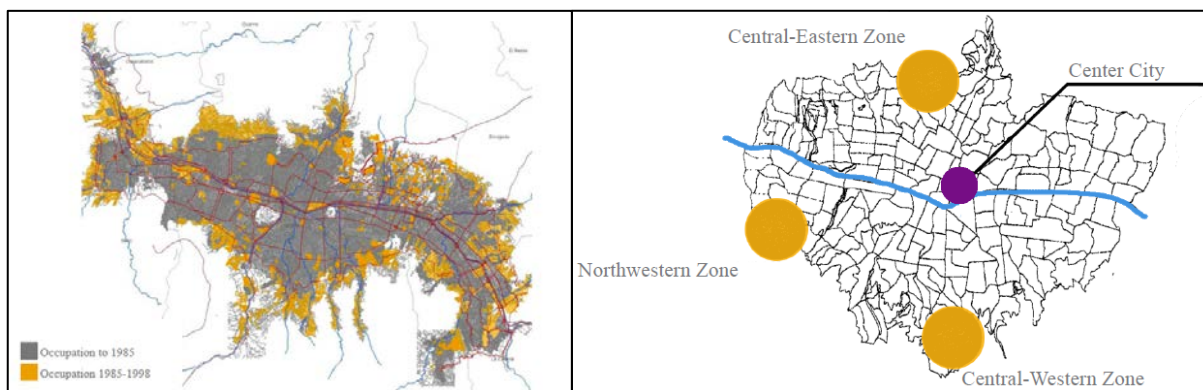 Occupation to 1985
Occupation 1985-1998
Central-Eastern Zone
Center City
Northwestern Zone
Central-Western Zone